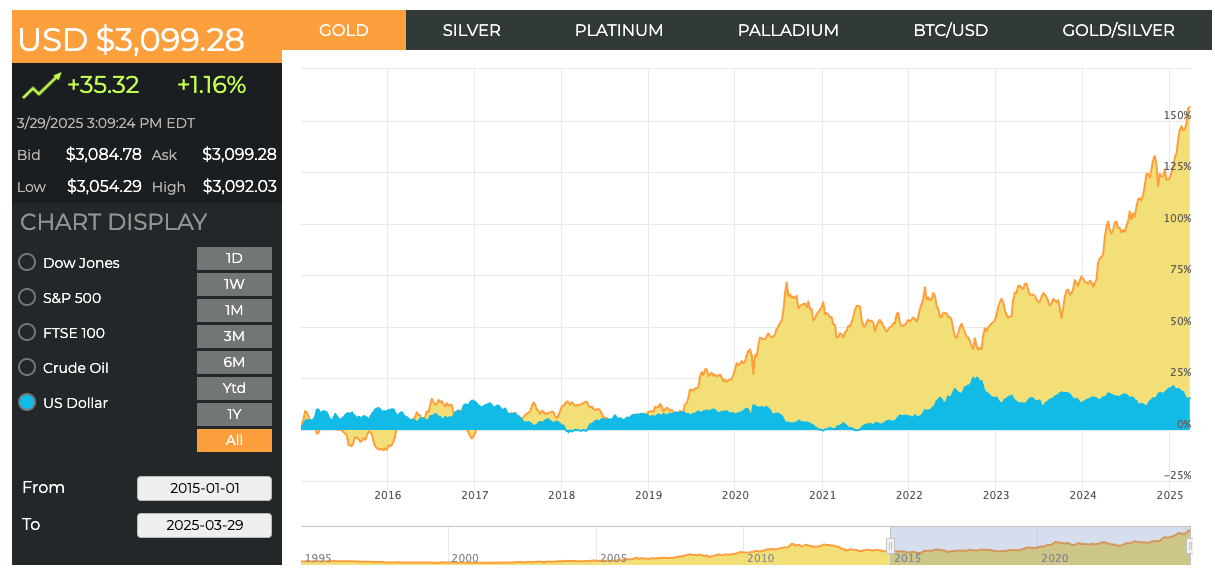 USD $3,099.28
+35.32 +1.16%
3/29/2025 3:09:24 PM EDT
Bid $3,084.78 Ask $3,099.28
Low $3,054.29 High $3,092.03
CHART DISPLAY
Dow Jones
S&P 500
FTSE 100
Crude Oil
US Dollar
1D
1W
1M
3M
6M
Ytd
1Y
All
From 2015-01-01
To 2025-03-29
GOLD SILVER PLATINUM PALLADIUM BTC/USD GOLD/SILVER
150%
125%
100%
75%
50%
25%
0%
−25%
2016 2017 2018 2019 2020 2021 2022 2023 2024 2025
1995 2000 2005 2010 2015 2020